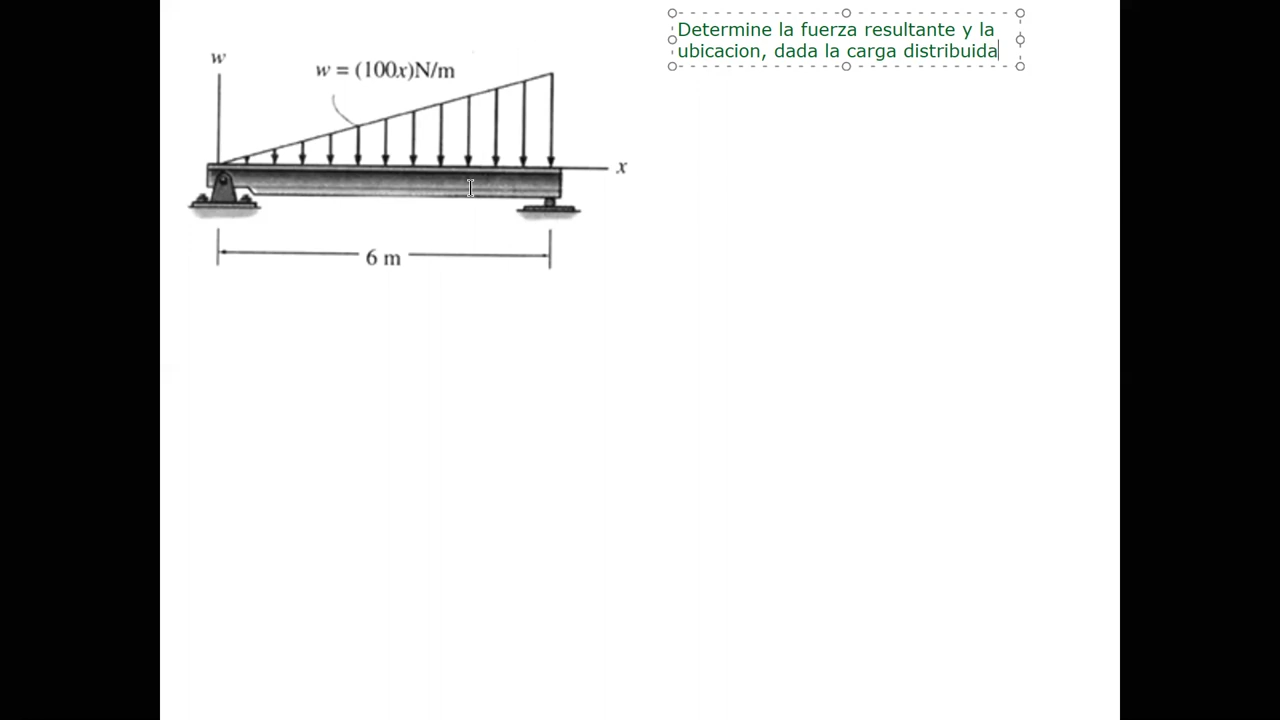 Determine la fuerza resultante y la
ubicacion, dada la carga distribuida
w
w = (100x)N/m
x
6 m